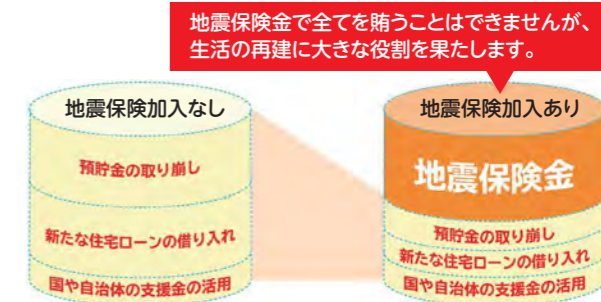 地震保険金で全てを賄うことはできませんが、
生活の再建に大きな役割を果たします。
地震保険加入なし
預貯金の取り崩し
新たな住宅ローンの借り入れ
国や自治体の支援金の活用
地震保険加入あり
地震保険金
預貯金の取り崩し
新たな住宅ローンの借り入れ
国や自治体の支援金の活用